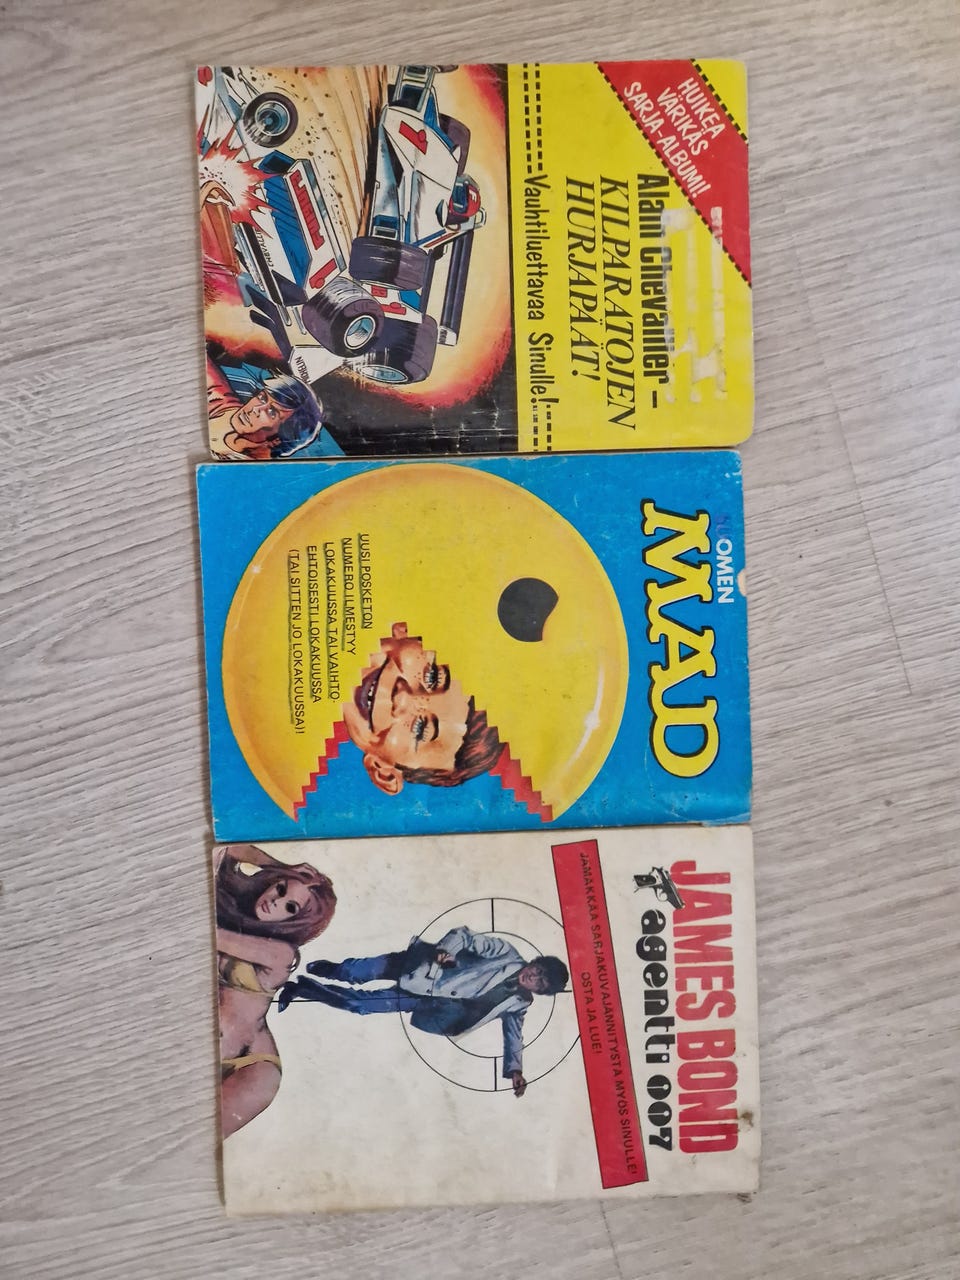 HUIKEA
VÄRIKÄS
SARJA-ALBUMI!
Alain Chevallier–
KILPARATOJEN
HURJAPÄÄT!
Vauhtiluettavaa Sinulle!
SUOMEN
MAD
UUSI POSKETON
NUMERO ILMESTYY
LOKAKUUSSA TAI VAIHTO-
EHTOISESTI LOKAKUUSSA
(TAI SITTEN JO LOKAKUUSSA)!
JAMES BOND
agentti 007
JÄMÄKKÄÄ SARJAKUVAJÄNNITYSTÄ MYÖS SINULLE!
OSTA JA LUE!